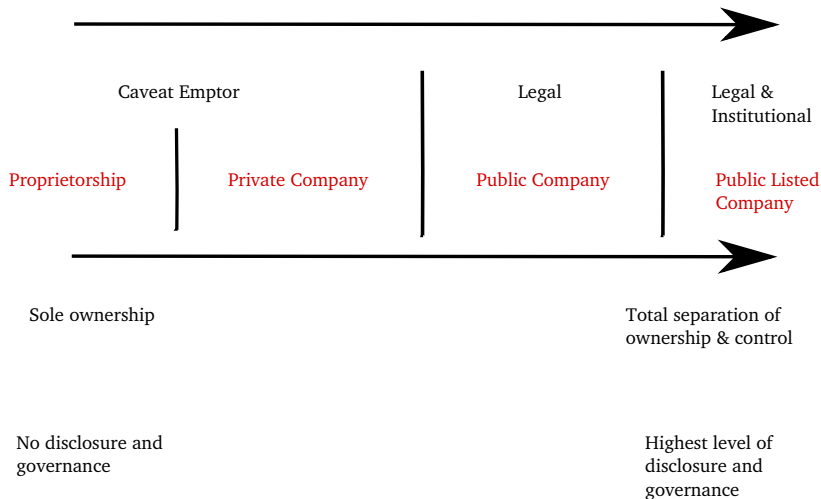 Caveat Emptor
Legal
Legal &
Institutional
Proprietorship
Private Company
Public Company
Public Listed
Company
Sole ownership
Total separation of
ownership & control
No disclosure and
governance
Highest level of
disclosure and
governance